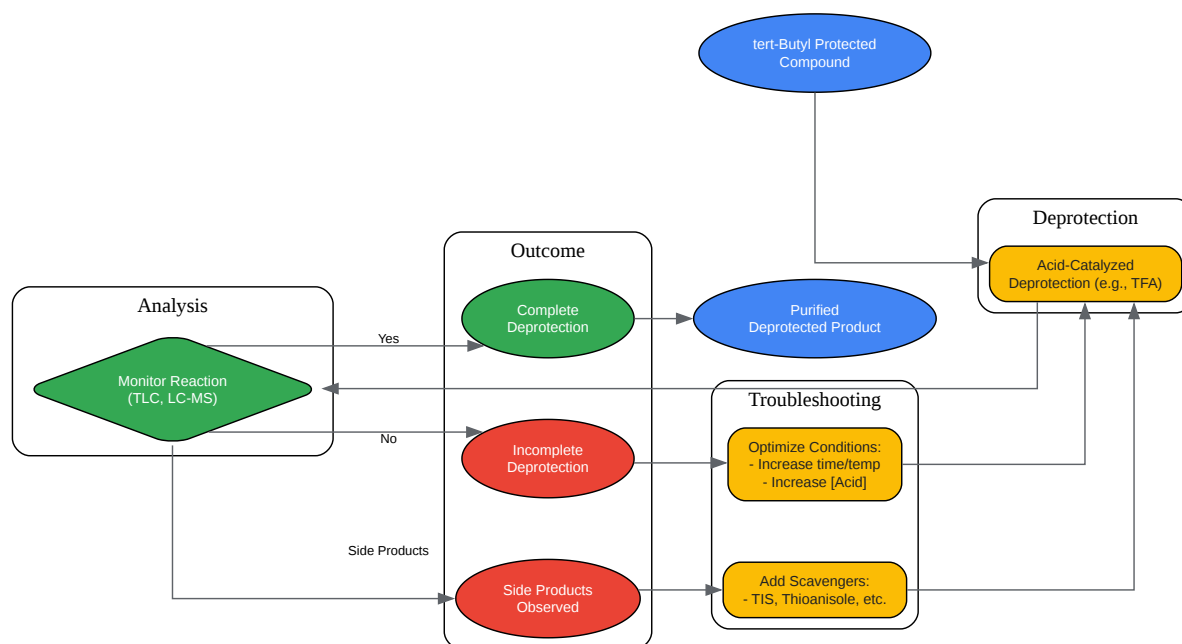 tert-Butyl Protected
Compound
Deprotection
Acid-Catalyzed
Deprotection (e.g., TFA)
Outcome
Complete
Deprotection
Purified
Deprotected Product
Analysis
Yes
Monitor Reaction
(TLC, LC-MS)
No
Troubleshooting
Incomplete
Deprotection
Optimize Conditions:
- Increase time/temp
- Increase [Acid]
Side Products
Side Products
Observed
Add Scavengers:
- TIS, Thioanisole, etc.